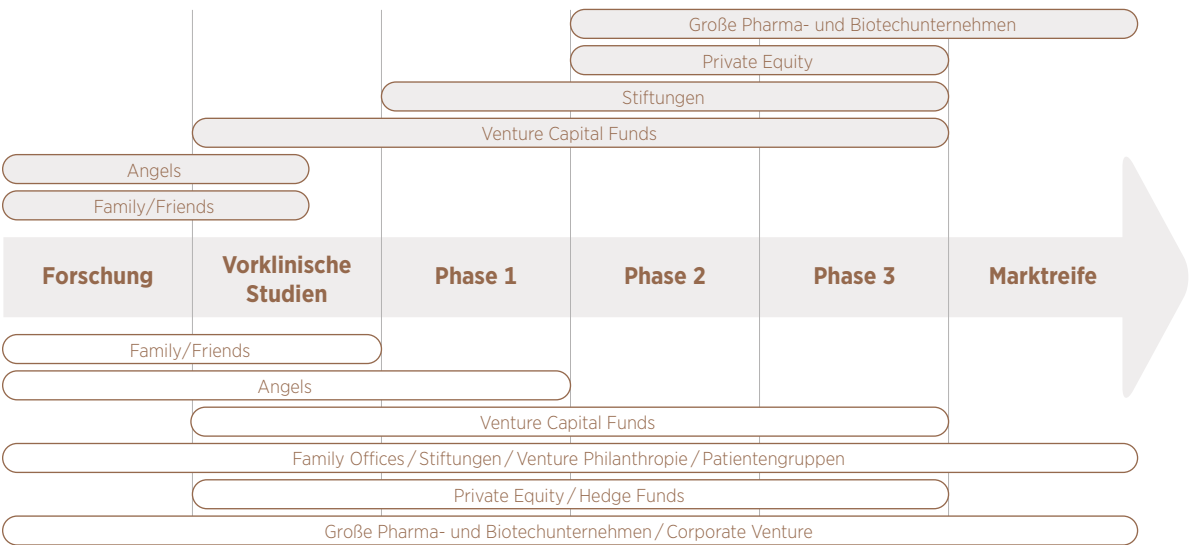 Große Pharma- und Biotechunternehmen
Private Equity
Stiftungen
Venture Capital Funds
Angels
Family/Friends
Forschung
Vorklinische
Studien
Phase 1
Phase 2
Phase 3
Marktreife
Family/Friends
Angels
Venture Capital Funds
Family Offices / Stiftungen / Venture Philanthropie / Patientengruppen
Private Equity / Hedge Funds
Große Pharma- und Biotechunternehmen / Corporate Venture